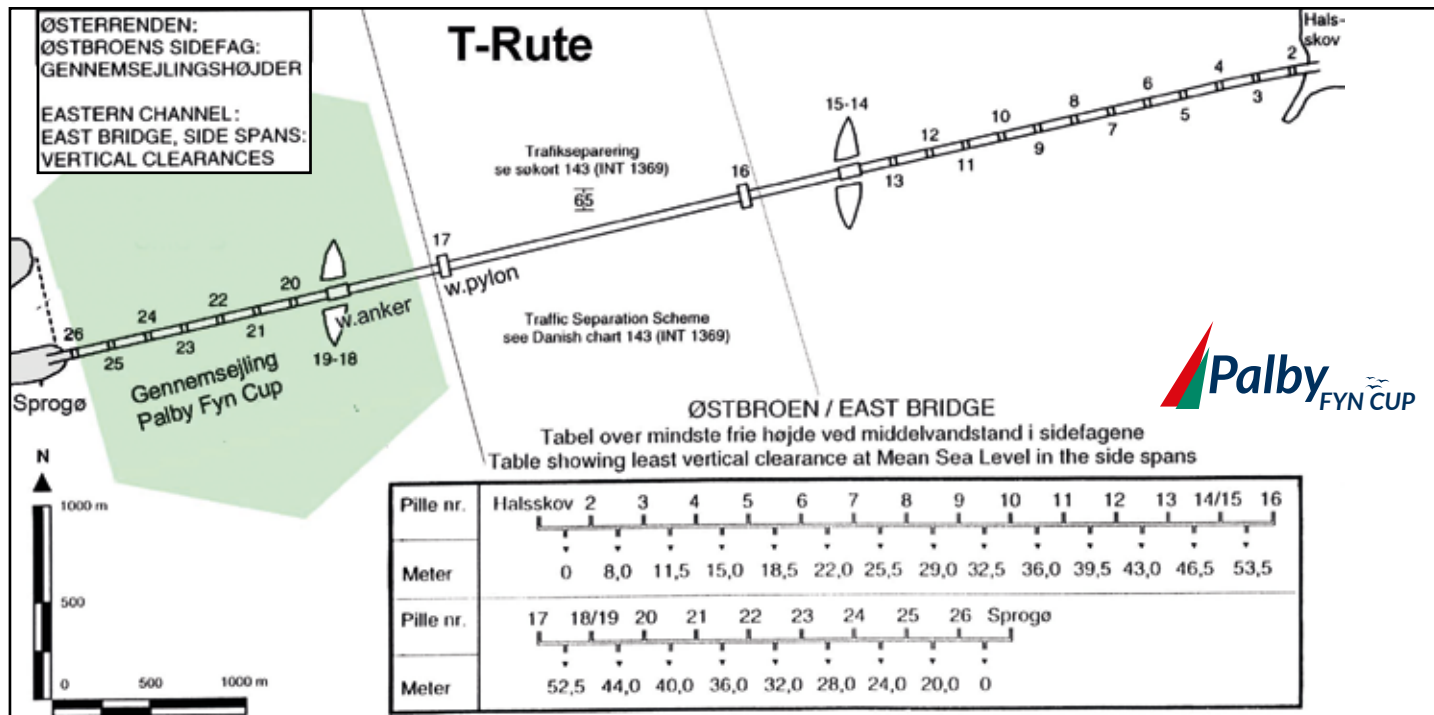 ØSTERRENDEN:
ØSTBROENS SIDEFAG:
GENNEMSEJLINGSHØJDER
EASTERN CHANNEL:
EAST BRIDGE, SIDE SPANS:
VERTICAL CLEARANCES
T-Rute
Hals-
skov
2
3
4
5
6
7
8
9
10
11
12
13
15-14
Trafikseparering
se søkort 143 (INT 1369)
65
16
17
w.pylon
w.anker
19-18
20
21
22
23
24
25
26
Gennemsejling
Palby Fyn Cup
Sprogø
Traffic Separation Scheme
see Danish chart 143 (INT 1369)
Palby
FYN CUP
N
1000 m
500
0 500 1000 m
ØSTBROEN / EAST BRIDGE
Tabel over mindste frie højde ved middelvandstand i sidefagene
Table showing least vertical clearance at Mean Sea Level in the side spans
Pille nr. Halsskov 2 3 4 5 6 7 8 9 10 11 12 13 14/15 16
Meter 0 8,0 11,5 15,0 18,5 22,0 25,5 29,0 32,5 36,0 39,5 43,0 46,5 53,5
Pille nr. 17 18/19 20 21 22 23 24 25 26 Sprogø
Meter 52,5 44,0 40,0 36,0 32,0 28,0 24,0 20,0 0